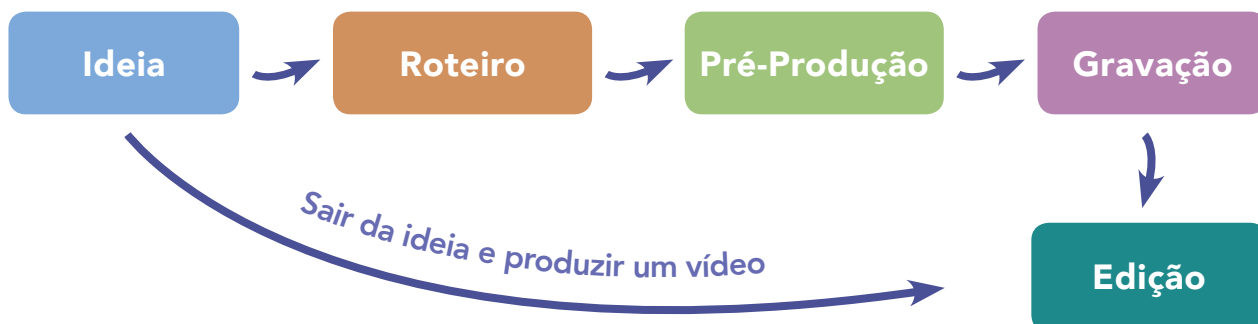 Ideia
Roteiro
Pré-Produção
Gravação
Sair da ideia e produzir um vídeo
Edição